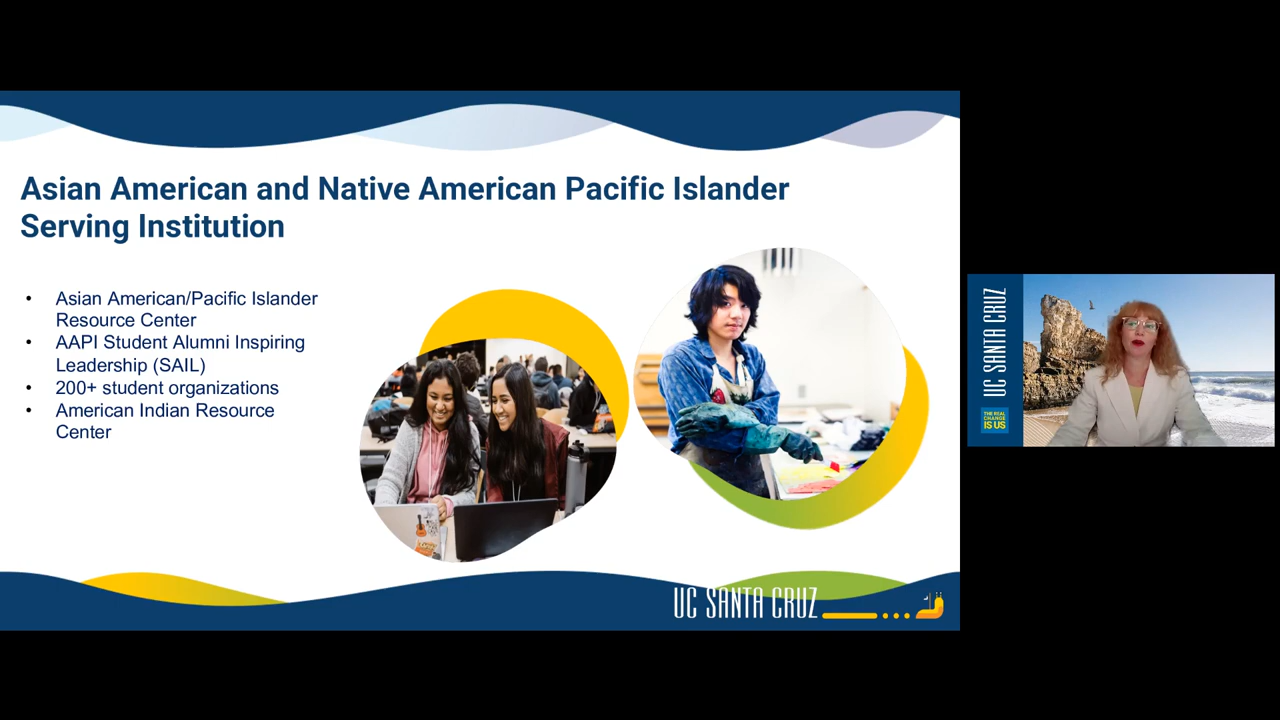 Asian American and Native American Pacific Islander
Serving Institution
• Asian American/Pacific Islander
Resource Center
• AAPI Student Alumni Inspiring
Leadership (SAIL)
• 200+ student organizations
• American Indian Resource
Center
UC SANTA CRUZ
UC SANTA CRUZ
THE REAL
CHANGE
IS US